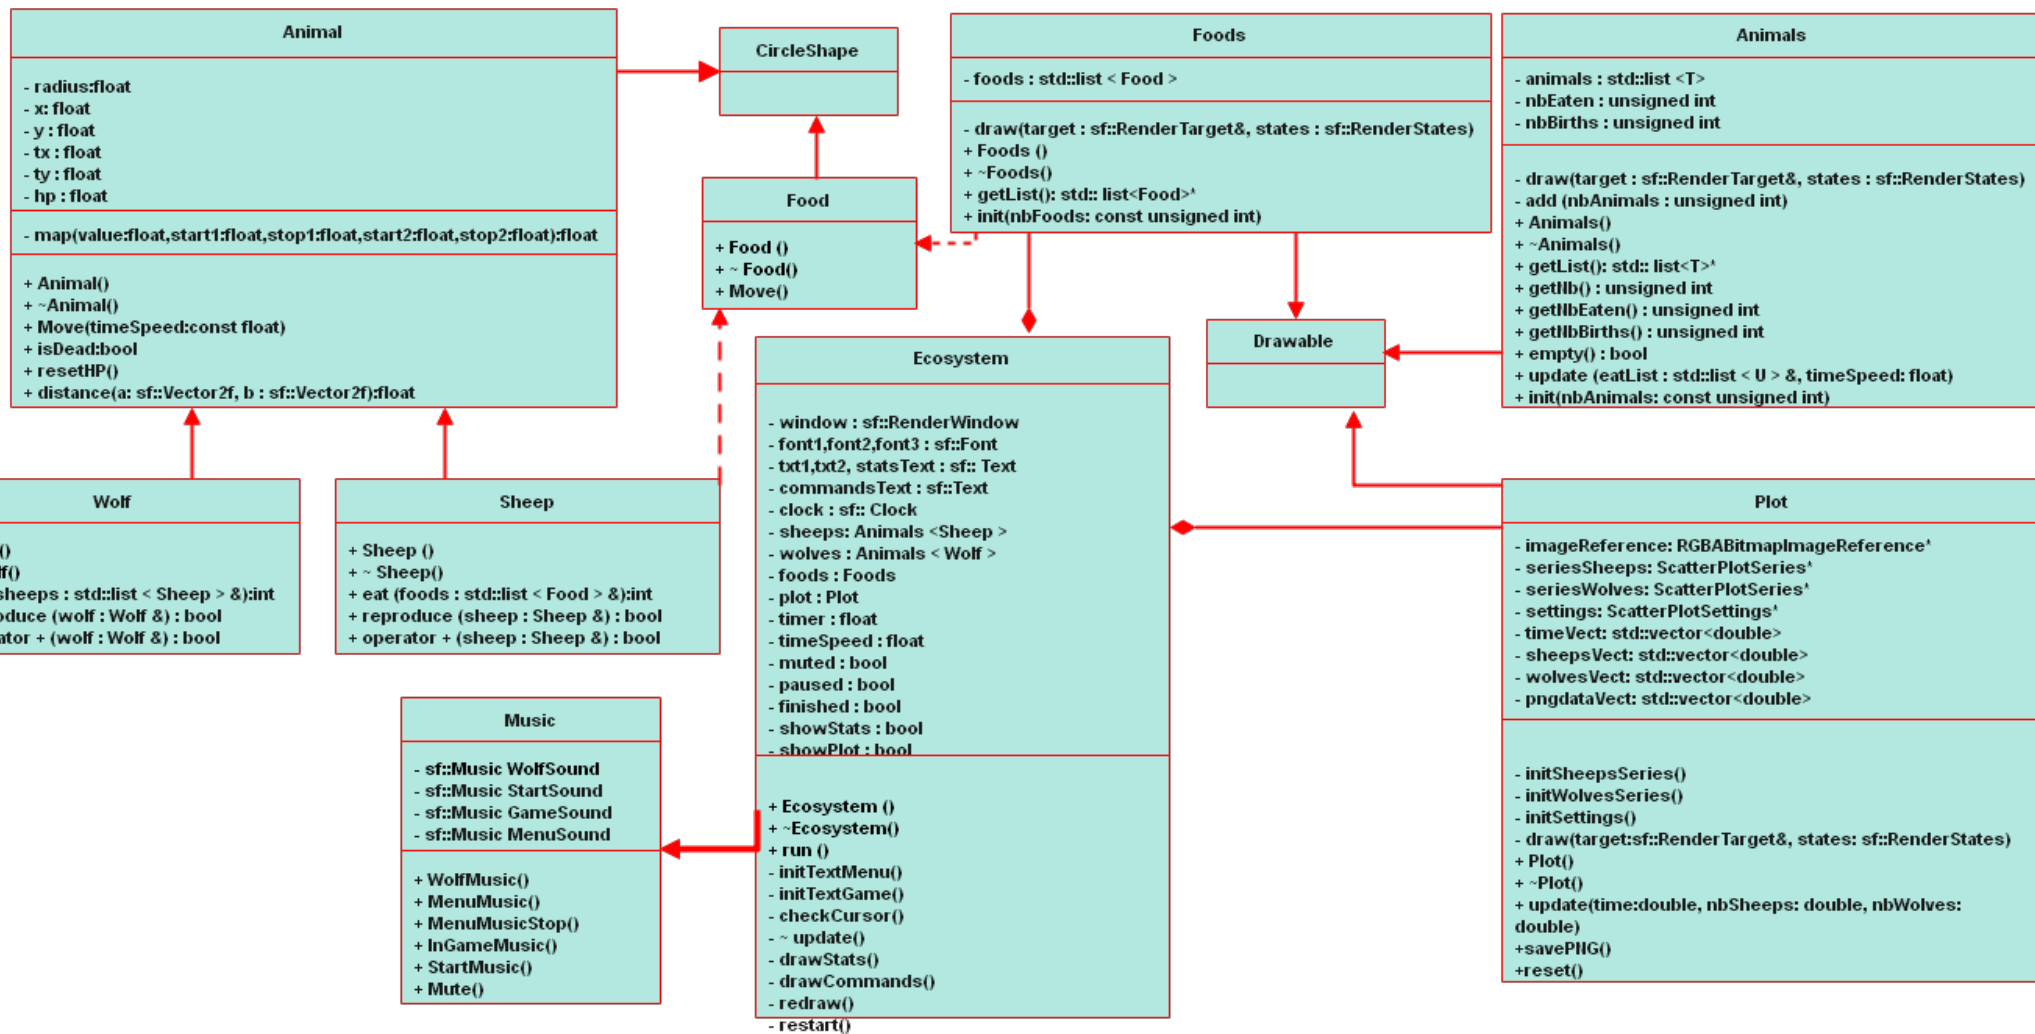 Animal
- radius:float
- x: float
- y : float
- tx : float
- ty : float
- hp : float
- map(value:float,start1:float,stop1:float,start2:float,stop2:float):float
+ Animal()
+ ~Animal()
+ Move(timeSpeed:const float)
+ isDead:bool
+ resetHP()
+ distance(a: sf::Vector2f, b : sf::Vector2f):float
CircleShape
Food
+ Food ()
+ ~ Food()
+ Move()
Foods
- foods : std::list < Food >
- draw(target : sf::RenderTarget&, states : sf::RenderStates)
+ Foods ()
+ ~Foods()
+ getList(): std:: list<Food>*
+ init(nbFoods: const unsigned int)
Animals
- animals : std::list <T>
- nbEaten : unsigned int
- nbBirths : unsigned int
- draw(target : sf::RenderTarget&, states : sf::RenderStates)
- add (nbAnimals : unsigned int)
+ Animals()
+ ~Animals()
+ getList(): std:: list<T>*
+ getNb() : unsigned int
+ getNbEaten() : unsigned int
+ getNbBirths() : unsigned int
+ empty() : bool
+ update (eatList : std::list < U > &, timeSpeed: float)
+ init(nbAnimals: const unsigned int)
Drawable
Wolf
()
f()
sheeps : std::list < Sheep > &):int
oduce (wolf : Wolf &) : bool
ator + (wolf : Wolf &) : bool
Sheep
+ Sheep ()
+ ~ Sheep()
+ eat (foods : std::list < Food > &):int
+ reproduce (sheep : Sheep &) : bool
+ operator + (sheep : Sheep &) : bool
Ecosystem
- window : sf::RenderWindow
- font1,font2,font3 : sf::Font
- txt1,txt2, statsText : sf:: Text
- commandsText : sf::Text
- clock : sf:: Clock
- sheeps: Animals <Sheep >
- wolves : Animals < Wolf >
- foods : Foods
- plot : Plot
- timer : float
- timeSpeed : float
- muted : bool
- paused : bool
- finished : bool
- showStats : bool
- showPlot : bool
+ Ecosystem ()
+ ~Ecosystem()
+ run ()
- initTextMenu()
- initTextGame()
- checkCursor()
- ~ update()
- drawStats()
- drawCommands()
- redraw()
- restart()
Music
- sf::Music WolfSound
- sf::Music StartSound
- sf::Music GameSound
- sf::Music MenuSound
+ WolfMusic()
+ MenuMusic()
+ MenuMusicStop()
+ InGameMusic()
+ StartMusic()
+ Mute()
Plot
- imageReference: RGBABitmapImageReference*
- seriesSheeps: ScatterPlotSeries*
- seriesWolves: ScatterPlotSeries*
- settings: ScatterPlotSettings*
- timeVect: std::vector<double>
- sheepsVect: std::vector<double>
- wolvesVect: std::vector<double>
- pngdataVect: std::vector<double>
- initSheepsSeries()
- initWolvesSeries()
- initSettings()
- draw(target:sf::RenderTarget&, states: sf::RenderStates)
+ Plot()
+ ~Plot()
+ update(time:double, nbSheeps: double, nbWolves:
double)
+savePNG()
+reset()